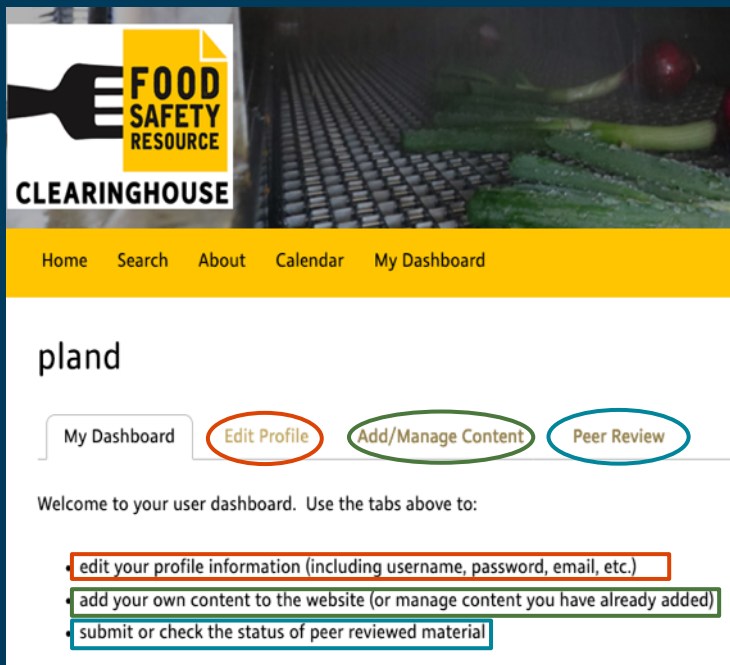 FOOD
SAFETY
RESOURCE
CLEARINGHOUSE
Home Search About Calendar My Dashboard
pland
My Dashboard Edit Profile Add/Manage Content Peer Review
Welcome to your user dashboard. Use the tabs above to:
• edit your profile information (including username, password, email, etc.)
• add your own content to the website (or manage content you have already added)
• submit or check the status of peer reviewed material